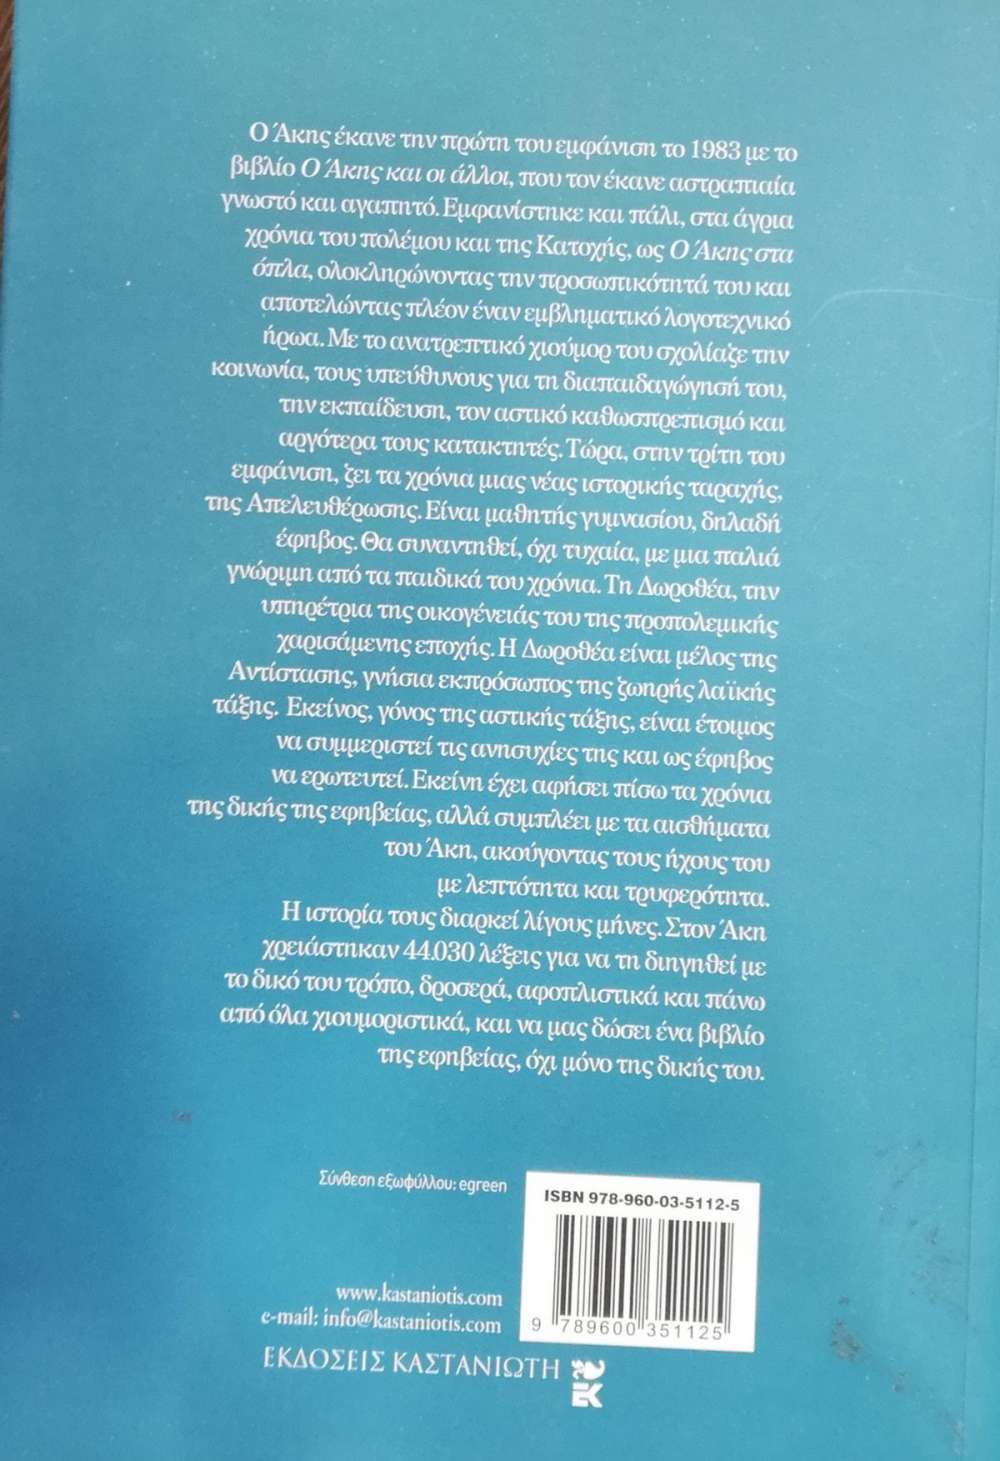 Ο Άκης έκανε την πρώτη του εμφάνιση το 1983 με το
βιβλίο Ο Άκης και οι άλλοι, που τον έκανε αστραπιαία
γνωστό και αγαπητό. Εμφανίστηκε και πάλι, στα άγρια
χρόνια του πολέμου και της Κατοχής, ως Ο Άκης στα
όπλα, ολοκληρώνοντας την προσωπικότητά του και
αποτελώντας πλέον έναν εμβληματικό λογοτεχνικό
ήρωα. Με το ανατρεπτικό χιούμορ του σχολίαζε την
κοινωνία, τους υπεύθυνους για τη διαπαιδαγώγησή του,
την εκπαίδευση, τον αστικό καθωσπρεπισμό και
αργότερα τους κατακτητές. Τώρα, στην τρίτη του
εμφάνιση, ζει τα χρόνια μιας νέας ιστορικής ταραχής,
της Απελευθέρωσης. Είναι μαθητής γυμνασίου, δηλαδή
έφηβος. Θα συναντηθεί, όχι τυχαία, με μια παλιά
γνώριμη από τα παιδικά του χρόνια. Τη Δωροθέα, την
υπηρέτρια της οικογένειάς του της προπολεμικής
χαρισάμενης εποχής. Η Δωροθέα είναι μέλος της
Αντίστασης, γνήσια εκπρόσωπος της ζωηρής λαϊκής
τάξης. Εκείνος, γόνος της αστικής τάξης, είναι έτοιμος
να συμμεριστεί τις ανησυχίες της και ως έφηβος
να ερωτευτεί. Εκείνη έχει αφήσει πίσω τα χρόνια
της δικής της εφηβείας, αλλά συμπλέει με τα αισθήματα
του Άκη, ακούγοντας τους ήχους του
με λεπτότητα και τρυφερότητα.
Η ιστορία τους διαρκεί λίγους μήνες. Στον Άκη
χρειάστηκαν 44.030 λέξεις για να τη διηγηθεί με
το δικό του τρόπο, δροσερά, αφοπλιστικά και πάνω
από όλα χιουμοριστικά, και να μας δώσει ένα βιβλίο
της εφηβείας, όχι μόνο της δικής του.
Σύνθεση εξωφύλλου: egreen
ISBN 978-960-03-5112-5
9 789600 351125
www.kastaniotis.com
e-mail: info@kastaniotis.com
ΕΚΔΟΣΕΙΣ ΚΑΣΤΑΝΙΩΤΗ
ΕΚ